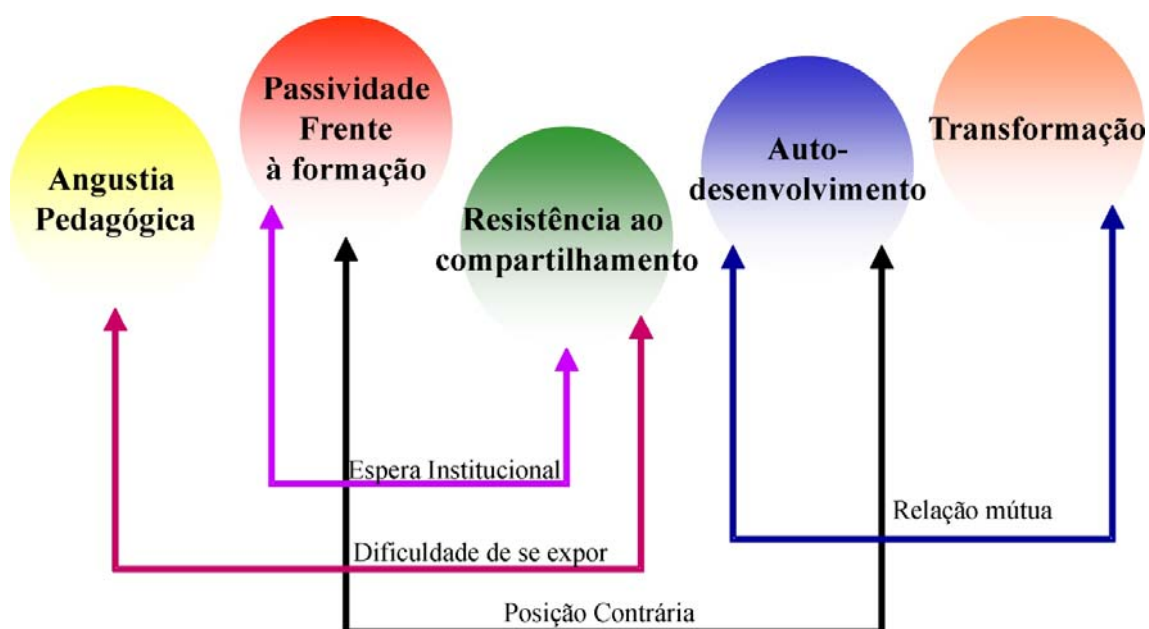 Angustia
Pedagógica
Passividade
Frente
à formação
Resistência ao
compartilhamento
Auto-
desenvolvimento
Transformação
Espera Institucional
Relação mútua
Dificuldade de se expor
Posição Contrária